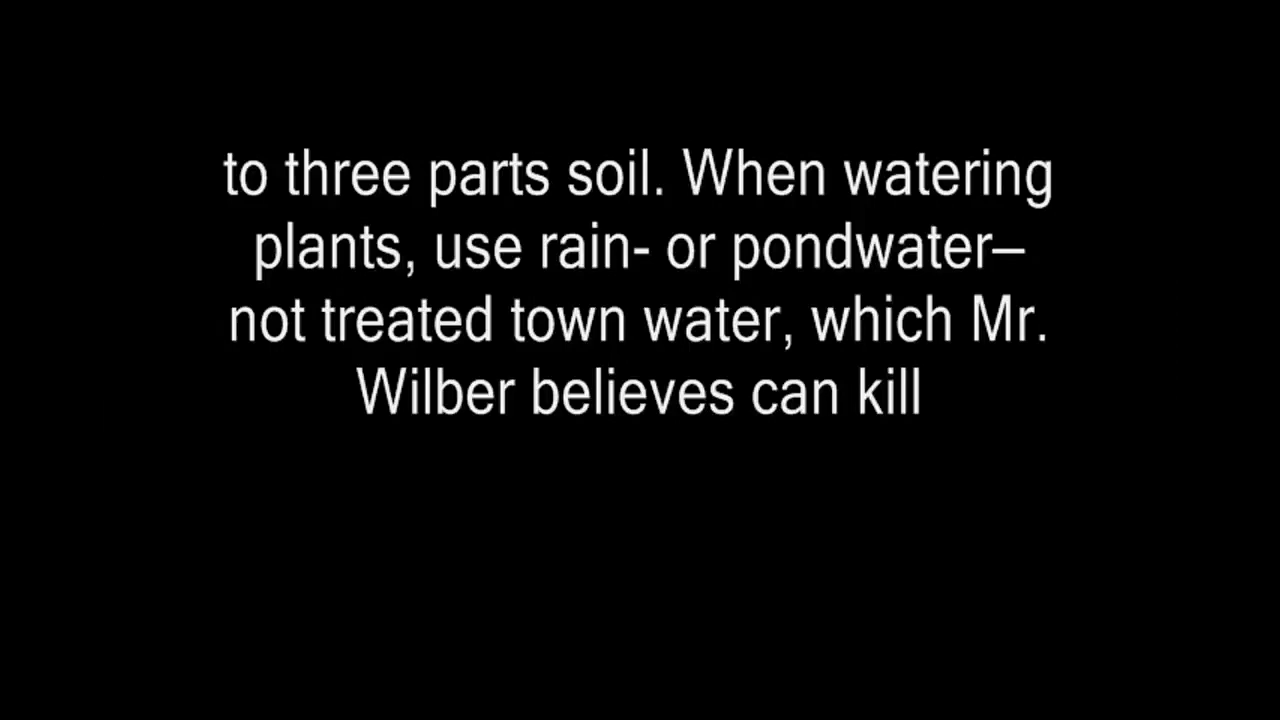 to three parts soil. When watering
plants, use rain- or pondwater—
not treated town water, which Mr.
Wilber believes can kill